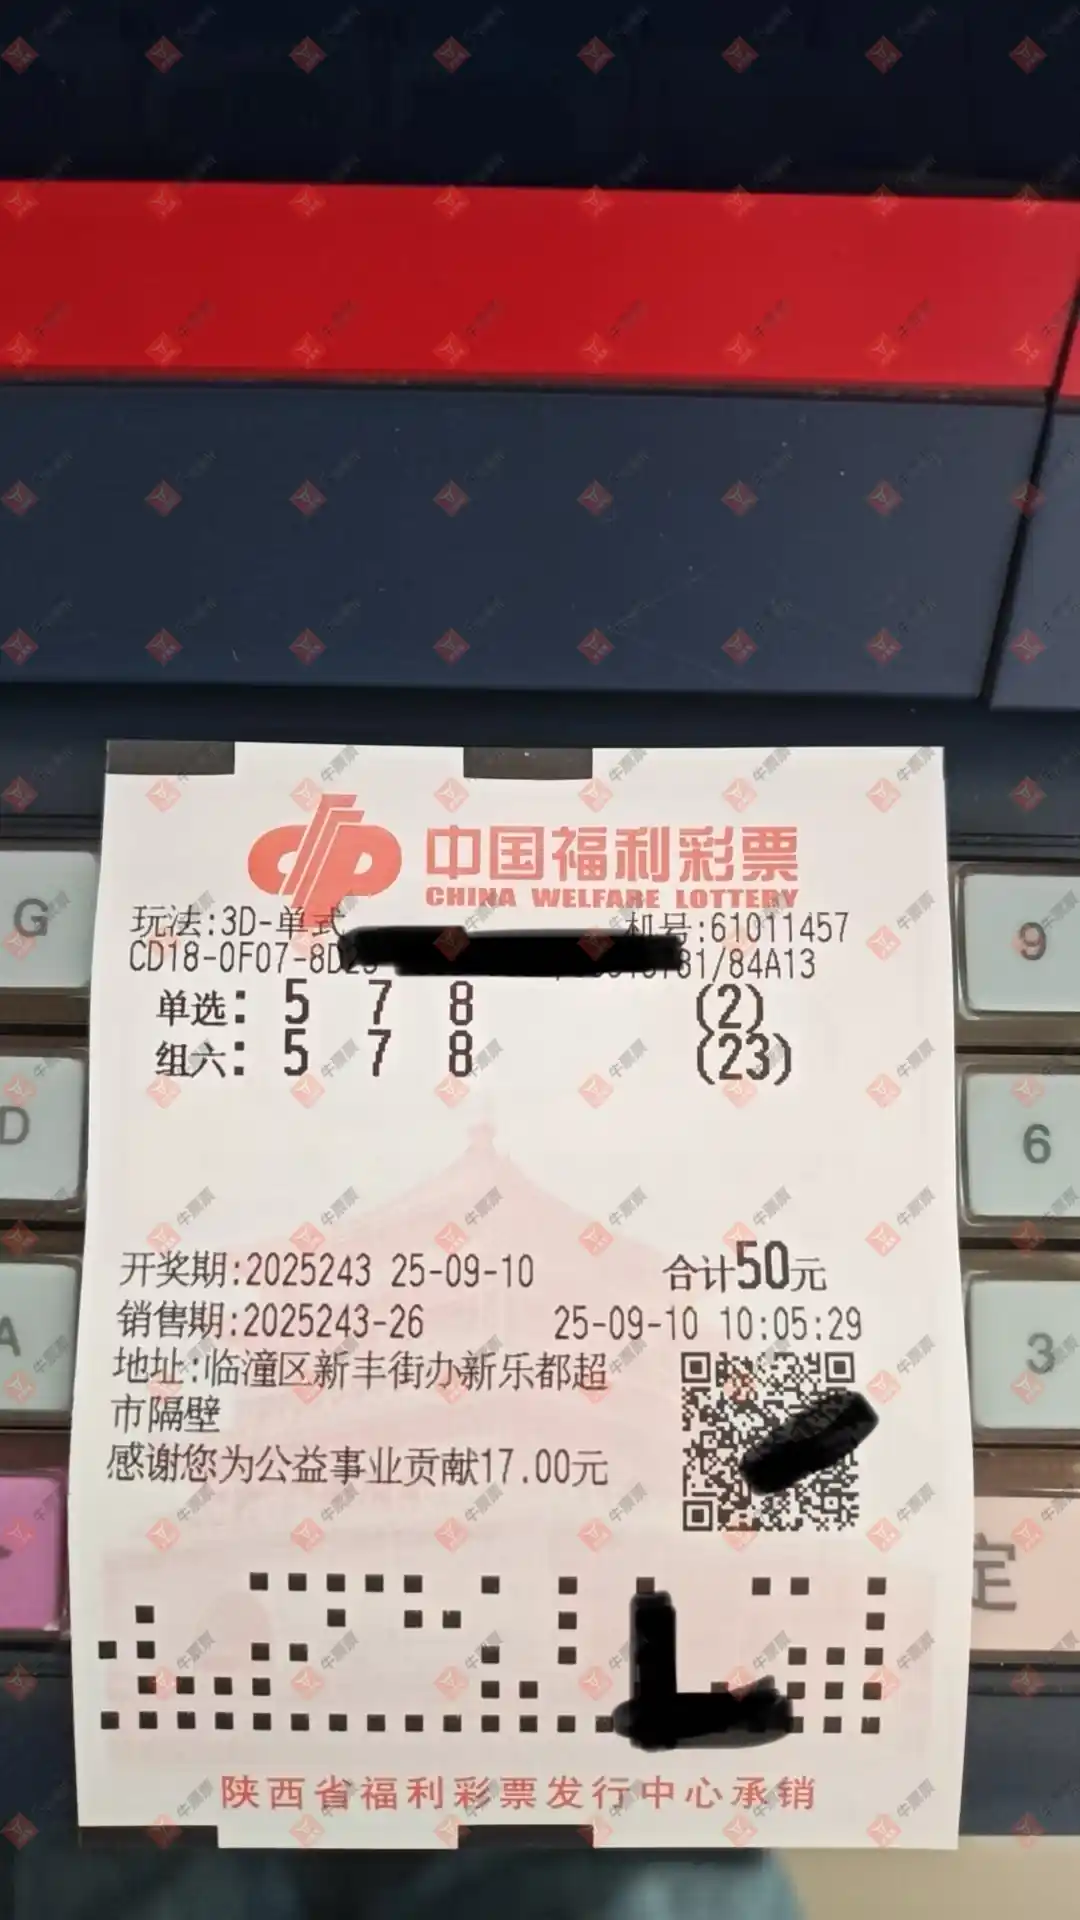 中国福利彩票
CHINA WELFARE LOTTERY
玩法:3D-单式 机号:61011457
CD18-0F07-8D 81/84A13
单选: 5 7 8 (2)
组六: 5 7 8 (23)
开奖期:2025243 25-09-10 合计50元
销售期:2025243-26 25-09-10 10:05:29
地址:临潼区新丰街办新乐都超
市隔壁
感谢您为公益事业贡献17.00元
陕西省福利彩票发行中心承销
G
D
A
9
6
3
定
牛票票